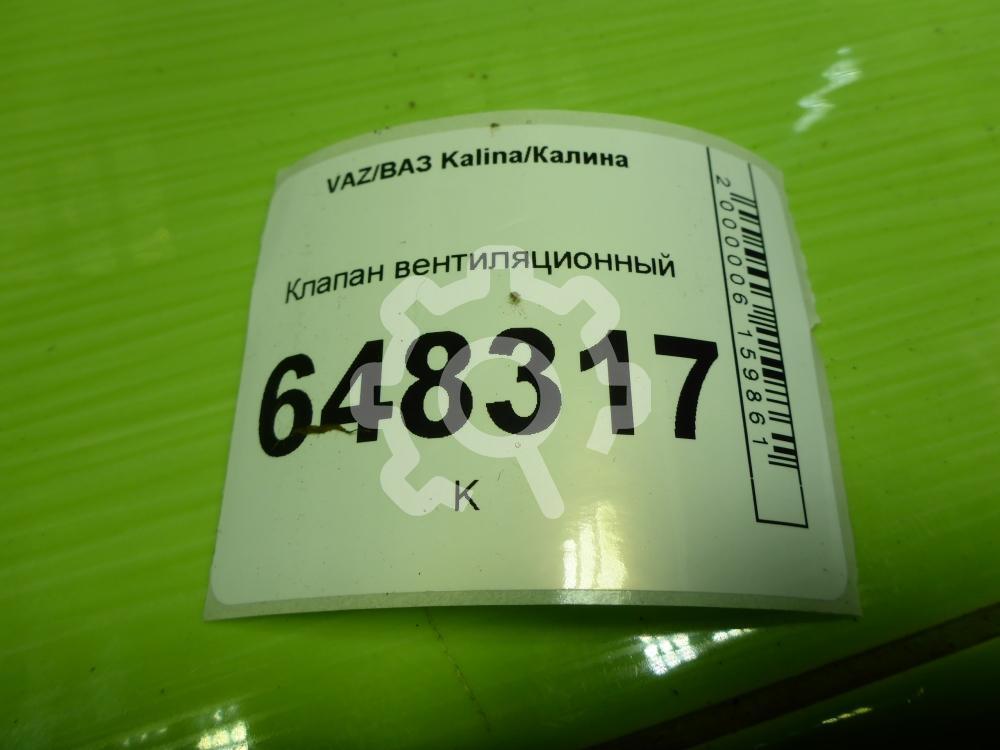 VAZ/ВАЗ Kalina/Калина
Клапан вентиляционный
648317
К
2000006159861